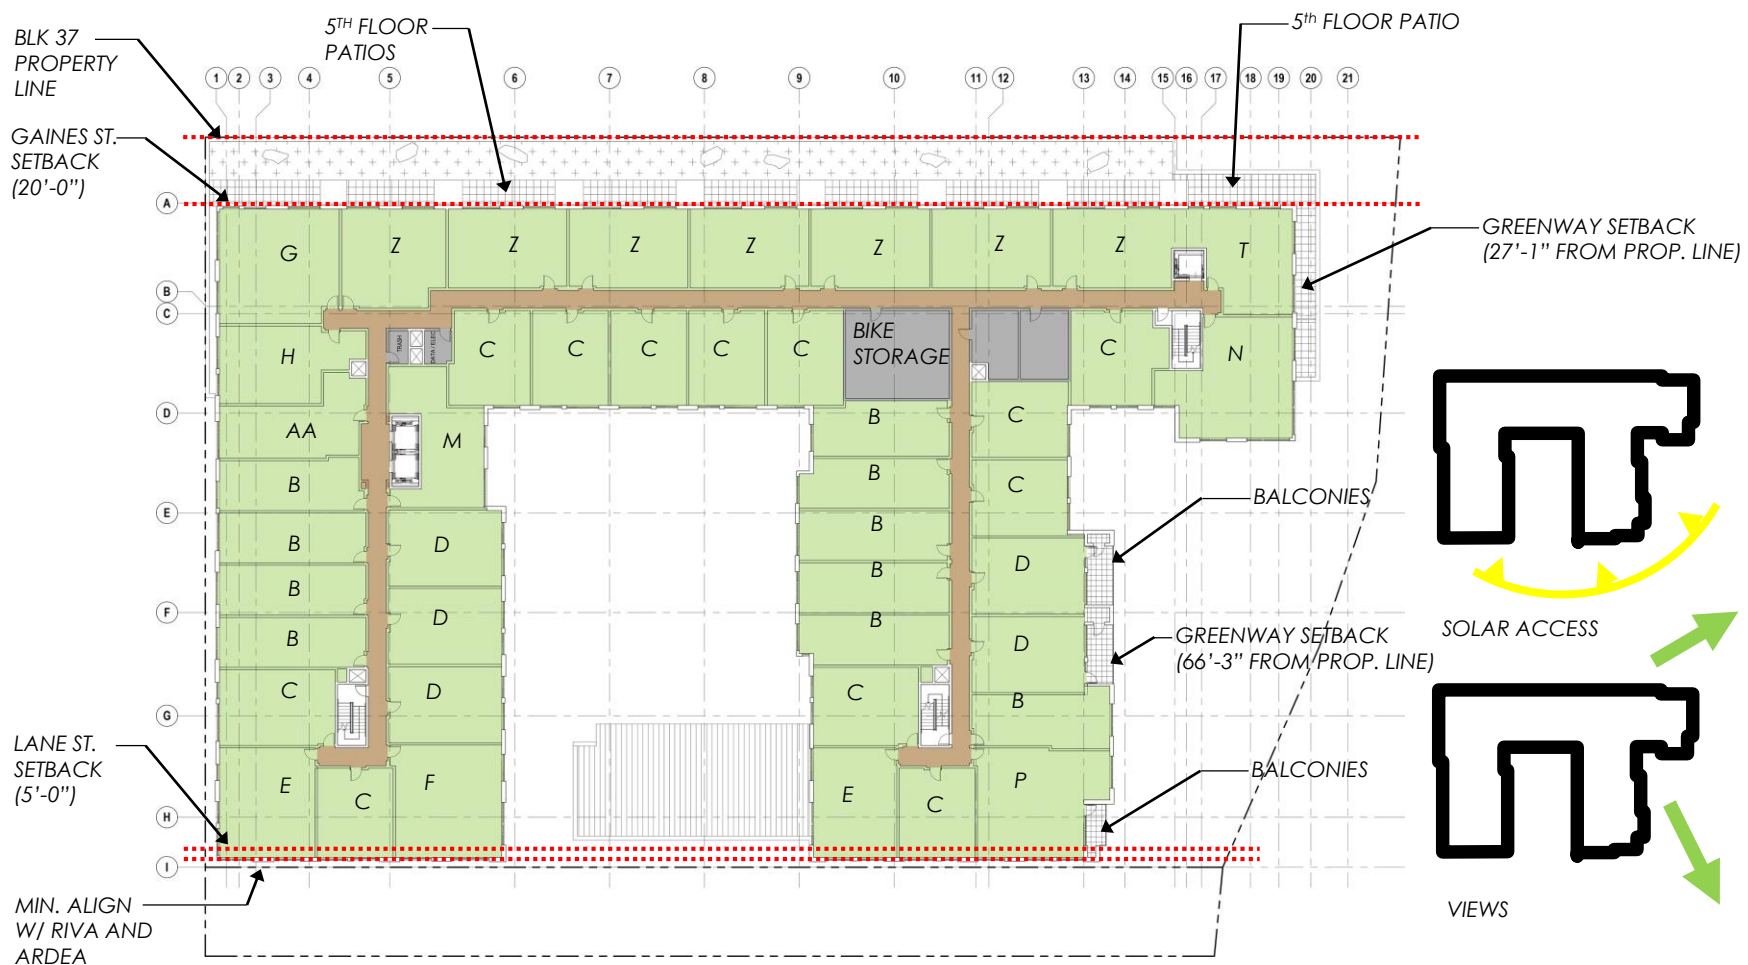 BLK 37
PROPERTY
LINE
5TH FLOOR
PATIOS
5th FLOOR PATIO
1 2 3 4 5 6 7 8 9 10 11 12 13 14 15 16 17 18 19 20 21
GAINES ST.
SETBACK
(20'-0")
A
GREENWAY SETBACK
(27'-1" FROM PROP. LINE)
G Z Z Z Z Z Z Z T
B
C
TRASH
DATA / ELEC
BIKE
STORAGE
H C C C C C C N
D
AA M B C
B B C
E
BALCONIES
B D B D
B B
F
D B
SOLAR ACCESS
B D
GREENWAY SETBACK
(66'-3" FROM PROP. LINE)
C D C B
G
LANE ST.
SETBACK
(5'-0")
E C F E C P
BALCONIES
H
I
MIN. ALIGN
W/ RIVA AND
ARDEA
VIEWS